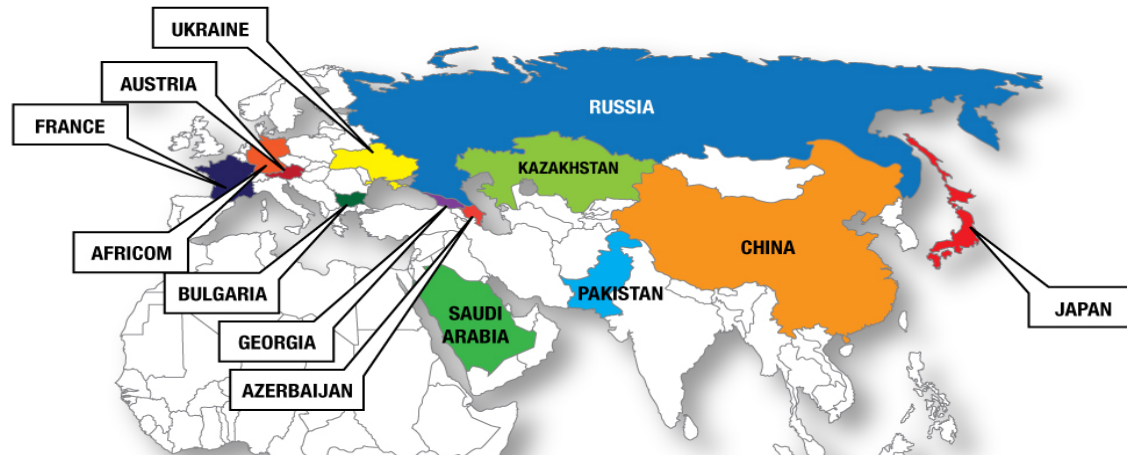 UKRAINE
AUSTRIA
FRANCE
RUSSIA
KAZAKHSTAN
AFRICOM
BULGARIA
GEORGIA
AZERBAIJAN
SAUDI
ARABIA
PAKISTAN
CHINA
JAPAN